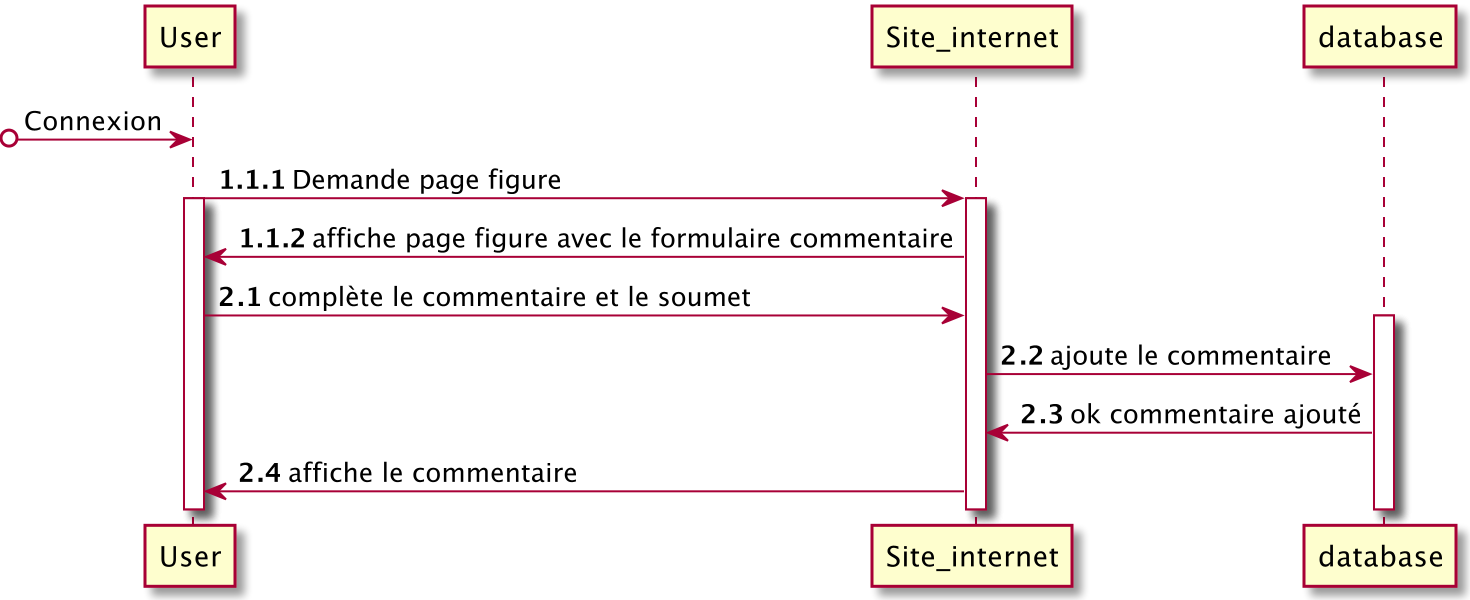 User
Site_internet
database
Connexion
1.1.1 Demande page figure
1.1.2 affiche page figure avec le formulaire commentaire
2.1 complète le commentaire et le soumet
2.2 ajoute le commentaire
2.3 ok commentaire ajouté
2.4 affiche le commentaire
User
Site_internet
database